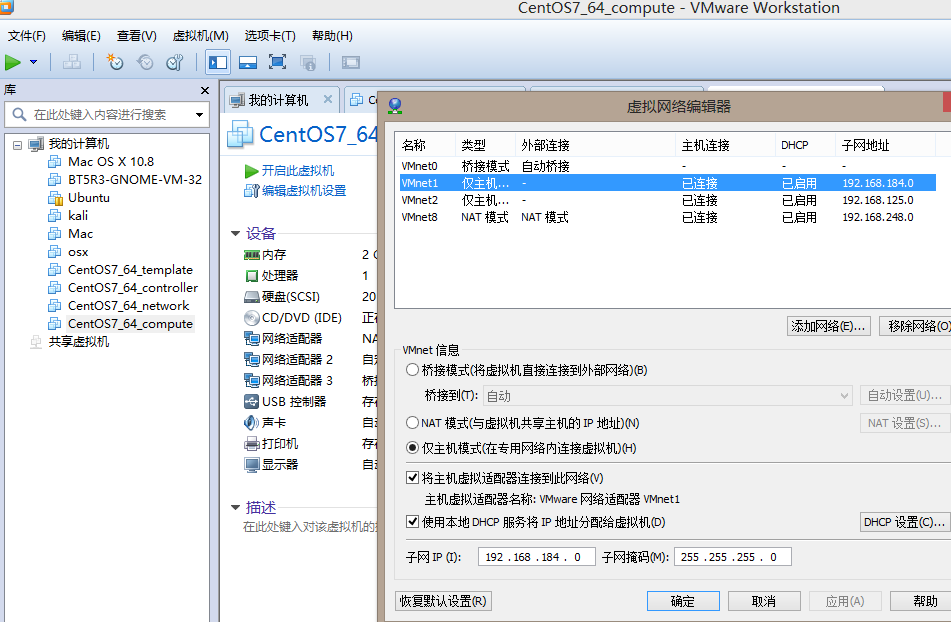 CentOS7_64_compute - VMware Workstation
文件(F) 编辑(E) 查看(V) 虚拟机(M) 选项卡(T) 帮助(H)
库
在此处键入内容进行搜索
我的计算机
Mac OS X 10.8
BT5R3-GNOME-VM-32
Ubuntu
kali
Mac
osx
CentOS7_64_template
CentOS7_64_controller
CentOS7_64_network
CentOS7_64_compute
共享虚拟机
我的计算机
CentOS7_64
开启此虚拟机
编辑虚拟机设置
设备
内存 2
处理器 1
硬盘(SCSI) 20
CD/DVD (IDE) 正
网络适配器 NA
网络适配器 2 自
网络适配器 3 桥
USB 控制器 存
声卡 自
打印机 存
显示器 自
描述
在此处键入对该虚拟机的
虚拟网络编辑器
名称 类型 外部连接 主机连接 DHCP 子网地址
VMnet0 桥接模式 自动桥接 - - -
VMnet1 仅主机... - 已连接 已启用 192.168.184.0
VMnet2 仅主机... - 已连接 已启用 192.168.125.0
VMnet8 NAT 模式 NAT 模式 已连接 已启用 192.168.248.0
添加网络(E)... 移除网络(O)
VMnet 信息
桥接模式(将虚拟机直接连接到外部网络)(B)
桥接到(T): 自动 自动设置(U)...
NAT 模式(与虚拟机共享主机的 IP 地址)(N) NAT 设置(S)...
仅主机模式(在专用网络内连接虚拟机)(H)
将主机虚拟适配器连接到此网络(V)
主机虚拟适配器名称: VMware 网络适配器 VMnet1
使用本地 DHCP 服务将 IP 地址分配给虚拟机(D) DHCP 设置(C)...
子网 IP (I): 192 . 168 . 184 . 0 子网掩码(M): 255 . 255 . 255 . 0
恢复默认设置(R) 确定 取消 应用(A) 帮助